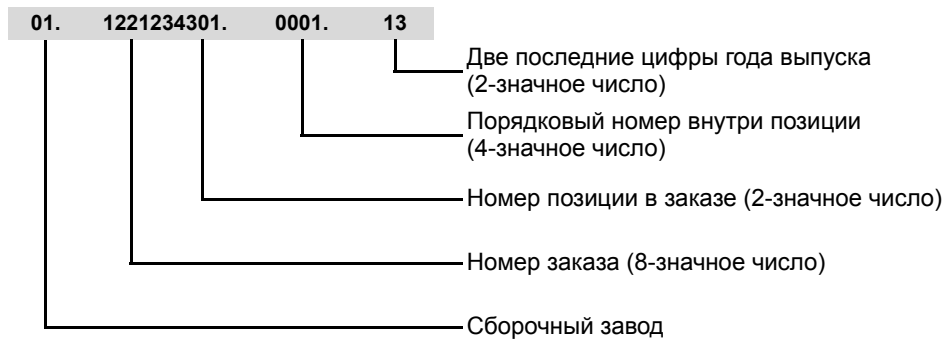 01. 1221234301. 0001. 13
Две последние цифры года выпуска
(2-значное число)
Порядковый номер внутри позиции
(4-значное число)
Номер позиции в заказе (2-значное число)
Номер заказа (8-значное число)
Сборочный завод